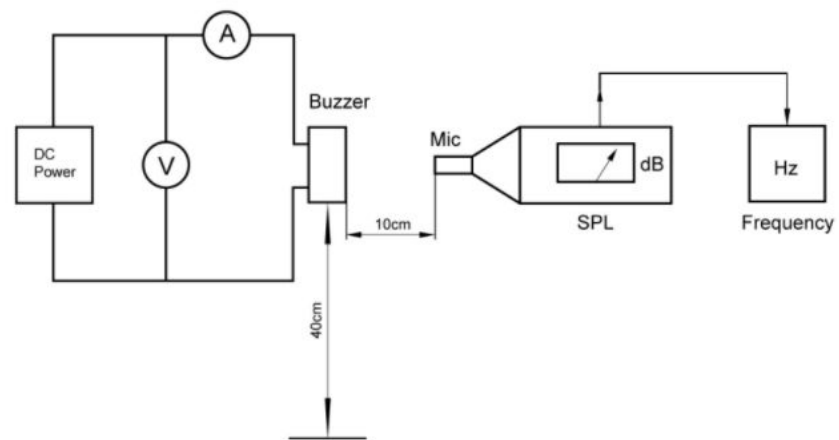 A
Buzzer
Mic
DC
Power
V
dB
Hz
10cm
SPL
Frequency
40cm